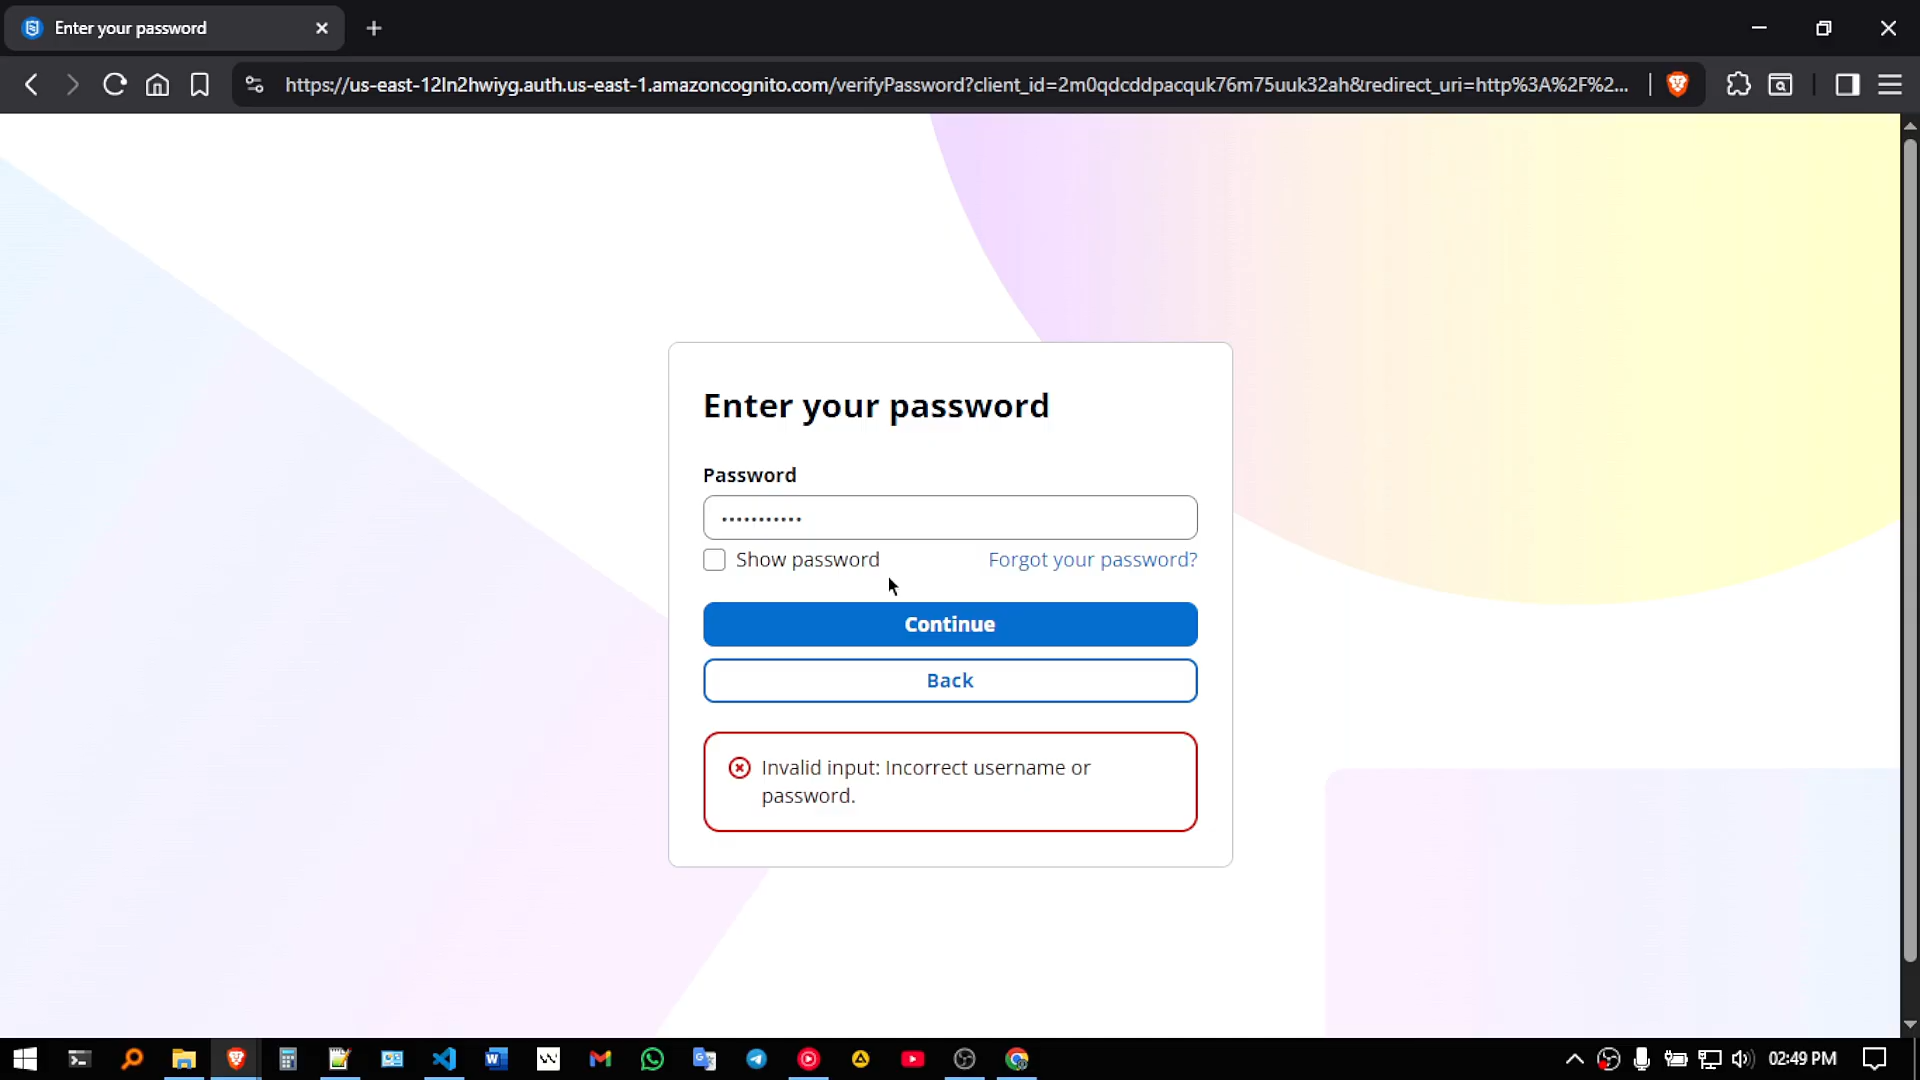 Enter your password
https://us-east-12ln2hwiyg.auth.us-east-1.amazoncognito.com/verifyPassword?client_id=2m0qdcddpacquk76m75uuk32ah&redirect_uri=http%3A%2F%2...
Enter your password
Password
Show password
Forgot your password?
Continue
Back
Invalid input: Incorrect username or
password.
02:49 PM